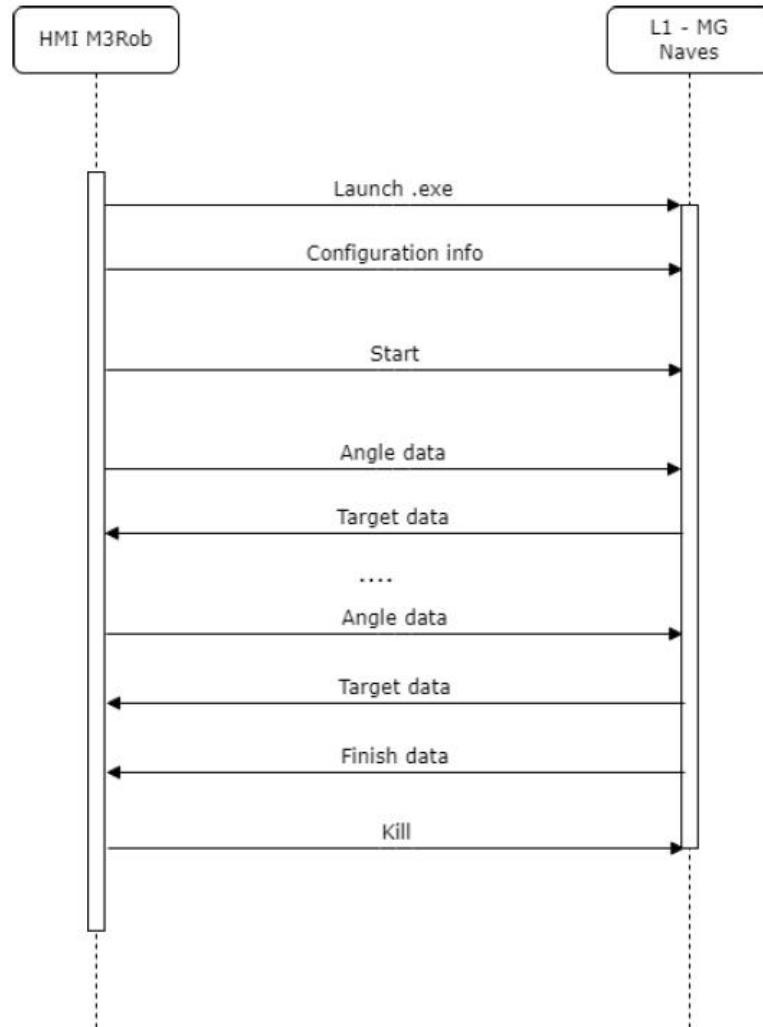 HMI M3Rob
L1 - MG
Naves
Launch .exe
Configuration info
Start
Angle data
Target data
....
Angle data
Target data
Finish data
Kill